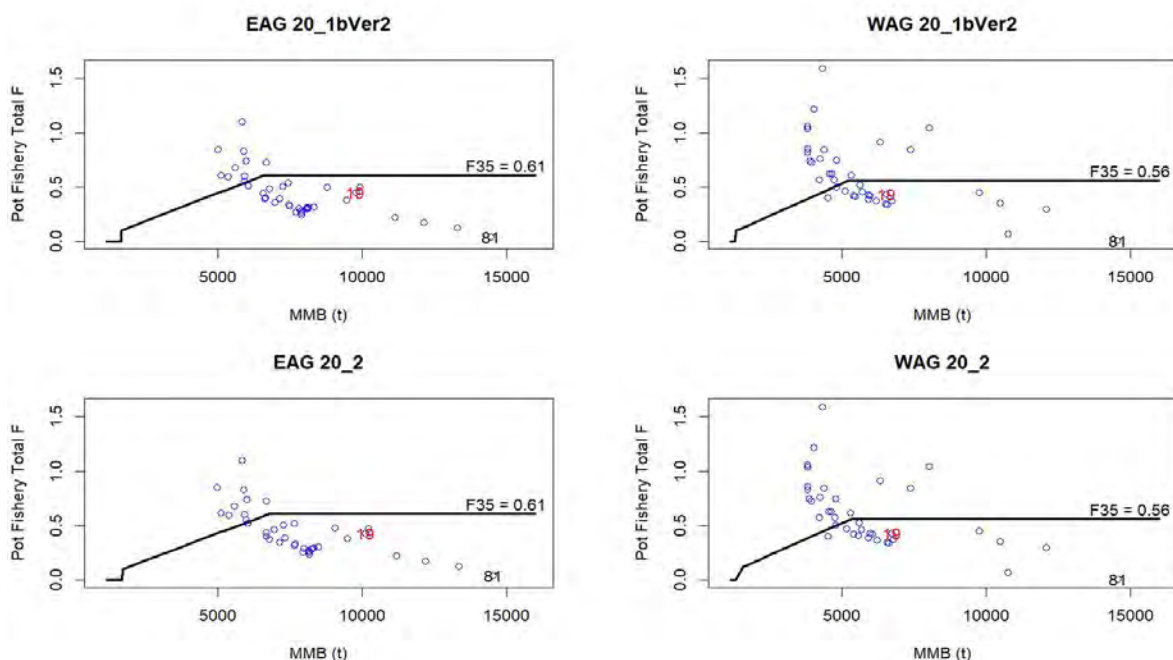 EAG 20_1bVer2
WAG 20_1bVer2
Pot Fishery Total F
1.5
1.0
0.5
0.0
F35 = 0.61
19
81
5000
10000
15000
MMB (t)
Pot Fishery Total F
1.5
1.0
0.5
0.0
F35 = 0.56
19
81
5000
10000
15000
MMB (t)
EAG 20_2
WAG 20_2
Pot Fishery Total F
1.5
1.0
0.5
0.0
F35 = 0.61
19
81
5000
10000
15000
MMB (t)
Pot Fishery Total F
1.5
1.0
0.5
0.0
F35 = 0.56
19
81
5000
10000
15000
MMB (t)